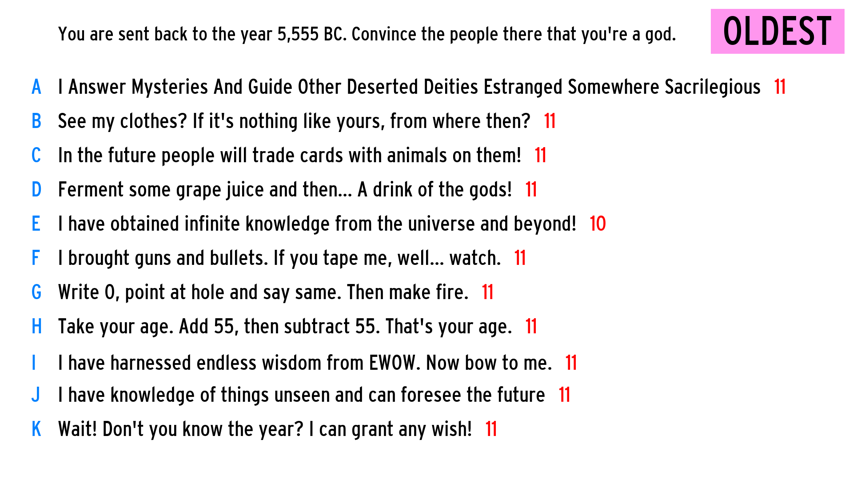 You are sent back to the year 5,555 BC. Convince the people there that you're a god.
OLDEST
A I Answer Mysteries And Guide Other Deserted Deities Estranged Somewhere Sacrilegious 11
B See my clothes? If it's nothing like yours, from where then? 11
C In the future people will trade cards with animals on them! 11
D Ferment some grape juice and then... A drink of the gods! 11
E I have obtained infinite knowledge from the universe and beyond! 10
F I brought guns and bullets. If you tape me, well... watch. 11
G Write O, point at hole and say same. Then make fire. 11
H Take your age. Add 55, then subtract 55. That's your age. 11
I I have harnessed endless wisdom from EWOW. Now bow to me. 11
J I have knowledge of things unseen and can foresee the future 11
K Wait! Don't you know the year? I can grant any wish! 11